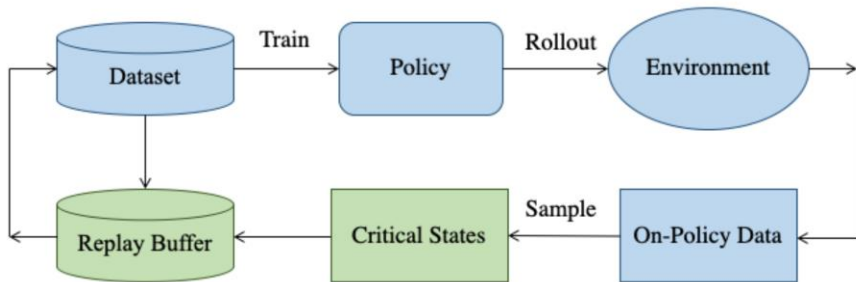 Train
Rollout
Dataset
Policy
Environment
Sample
Replay Buffer
Critical States
On-Policy Data